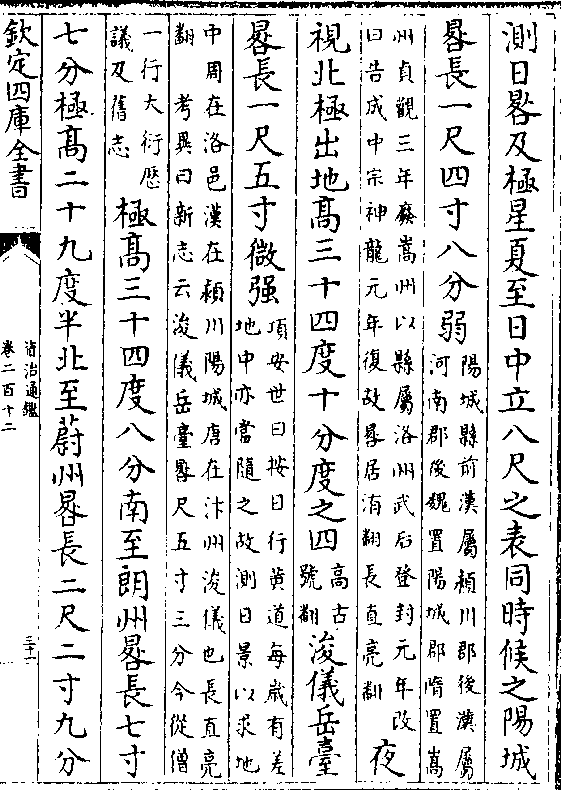 測日晷及極星夏至日中立八尺之表同時候之陽城
晷長一尺四寸八分弱
陽城縣前漢屬潁川郡後漢屬
河南郡後魏置陽城郡隋置嵩
州貞觀三年廢嵩州以縣屬洛州武后登封元年改
曰告成中宗神龍元年復故晷居洧翻長直亮翻
夜
視北極出地髙三十四度十分度之四
髙古
號翻
浚儀岳臺
晷長一尺五寸微强
項安世曰按日行黄道每歳有差
地中亦當隨之故測日景以求地
中周在洛邑漢在潁川陽城唐在汴州浚儀也長直亮
翻　考異曰新志云浚儀岳臺晷尺五寸三分今從僧
一行大衍厯
議及舊志
極髙三十四度八分南至朗州晷長七寸
七分極髙二十九度半北至蔚州晷長二尺二寸九分
欽定四庫全書
資治通鑑
卷二百十二
三十一